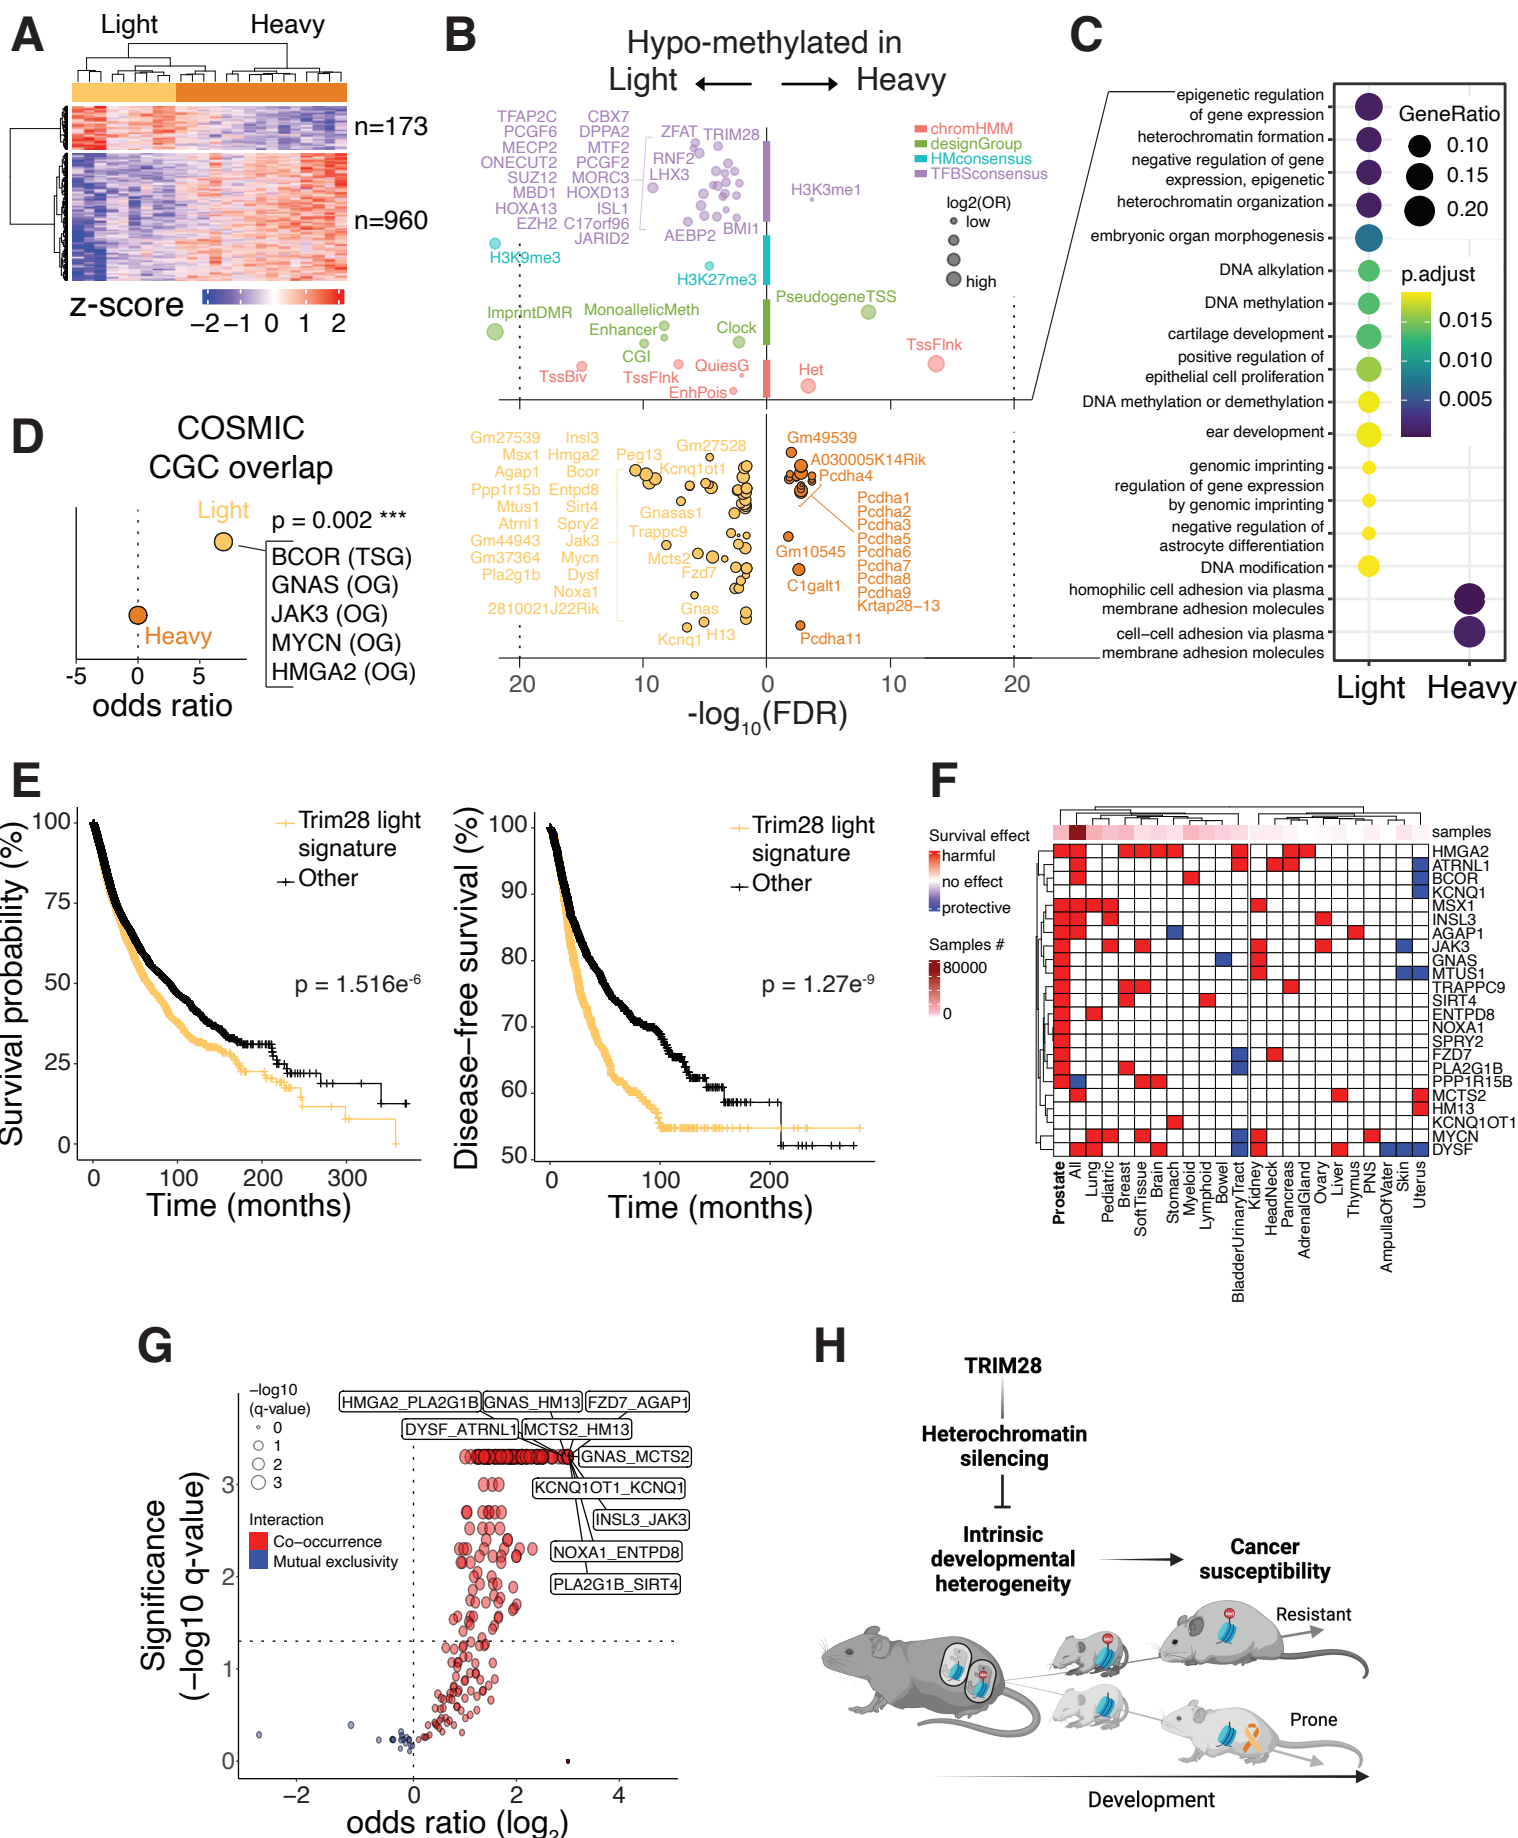 A
Light
Heavy
n=173
n=960
z-score
−2
−1
0
1
2
B
Hypo-methylated in
Light
Heavy
TFAP2C
PCGF6
MECP2
ONECUT2
SUZ12
MBD1
HOXA13
EZH2
CBX7
DPPA2
MTF2
PCGF2
MORC3
HOXD13
ISL1
C17orf96
JARID2
ZFAT
TRIM28
RNF2
LHX3
AEBP2
BMI1
H3K3me1
chromHMM
designGroup
HMconsensus
TFBSconsensus
log2(OR)
low
high
H3K9me3
H3K27me3
ImprintDMR
MonoallelicMeth
Enhancer
CGI
Clock
PseudogeneTSS
TssBiv
TssFlnk
QuiesG
EnhPois
Het
TssFlnk
Gm27539
Msx1
Agap1
Ppp1r15b
Mtus1
Atrnl1
Gm44943
Gm37364
Pla2g1b
Insl3
Hmga2
Bcor
Entpd8
Sirt4
Spry2
Jak3
Mycn
Dysf
Noxa1
2810021J22Rik
Peg13
Gm27528
Kcnq1ot1
Gnasas1
Trappc9
Mcts2
Fzd7
Gnas
Kcnq1
H13
Gm49539
A030005K14Rik
Pcdha4
Pcdha1
Pcdha2
Pcdha3
Pcdha5
Pcdha6
Pcdha7
Pcdha8
Pcdha9
Krtap28−13
Gm10545
C1galt1
Pcdha11
20
10
0
10
20
-log10(FDR)
C
epigenetic regulation
of gene expression
heterochromatin formation
negative regulation of gene
expression, epigenetic
heterochromatin organization
embryonic organ morphogenesis
DNA alkylation
DNA methylation
cartilage development
positive regulation of
epithelial cell proliferation
DNA methylation or demethylation
ear development
genomic imprinting
regulation of gene expression
by genomic imprinting
negative regulation of
astrocyte differentiation
DNA modification
homophilic cell adhesion via plasma
membrane adhesion molecules
cell−cell adhesion via plasma
membrane adhesion molecules
GeneRatio
0.10
0.15
0.20
p.adjust
0.015
0.010
0.005
Light
Heavy
D
COSMIC
CGC overlap
Light
p = 0.002 ***
BCOR (TSG)
GNAS (OG)
JAK3 (OG)
MYCN (OG)
HMGA2 (OG)
Heavy
-5
0
5
odds ratio
E
Survival probability (%)
100
75
50
25
0
Trim28 light
signature
Other
p = 1.516e-6
0
100
200
300
Time (months)
Disease−free survival (%)
100
90
80
70
60
50
Trim28 light
signature
Other
p = 1.27e-9
0
100
200
Time (months)
F
Survival effect
harmful
no effect
protective
Samples #
80000
0
samples
HMGA2
ATRNL1
BCOR
KCNQ1
MSX1
INSL3
AGAP1
JAK3
GNAS
MTUS1
TRAPPC9
SIRT4
ENTPD8
NOXA1
SPRY2
FZD7
PLA2G1B
PPP1R15B
MCTS2
HM13
KCNQ1OT1
MYCN
DYSF
Prostate
All
Lung
Pediatric
Breast
SoftTissue
Brain
Stomach
Myeloid
Lymphoid
Bowel
BladderUrinaryTract
Kidney
HeadNeck
Pancreas
AdrenalGland
Ovary
Liver
Thymus
PNS
AmpullaOfVater
Skin
Uterus
G
−log10
(q-value)
0
1
2
3
Interaction
Co−occurrence
Mutual exclusivity
HMGA2_PLA2G1B
GNAS_HM13
FZD7_AGAP1
DYSF_ATRNL1
MCTS2_HM13
GNAS_MCTS2
KCNQ1OT1_KCNQ1
INSL3_JAK3
NOXA1_ENTPD8
PLA2G1B_SIRT4
Significance
(−log10 q-value)
3
2
1
0
−2
0
2
4
odds ratio (log2)
H
TRIM28
Heterochromatin
silencing
Intrinsic
developmental
heterogeneity
Cancer
susceptibility
Resistant
Prone
Development